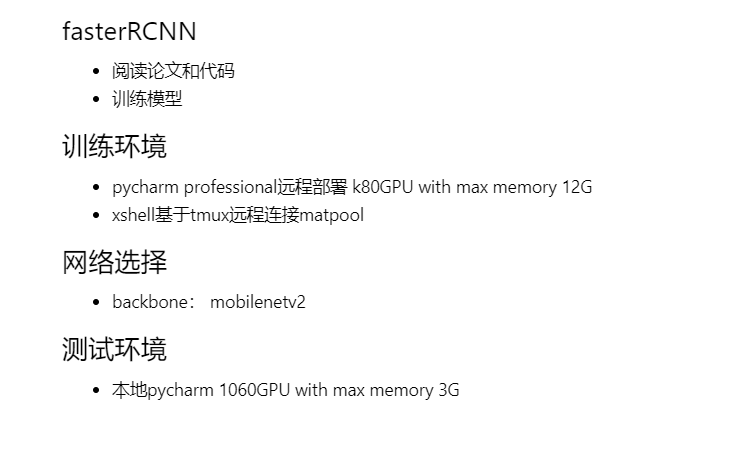 fasterRCNN
阅读论文和代码
训练模型
训练环境
pycharm professional远程部署 k80GPU with max memory 12G
xshell基于tmux远程连接matpool
网络选择
backbone： mobilenetv2
测试环境
本地pycharm 1060GPU with max memory 3G